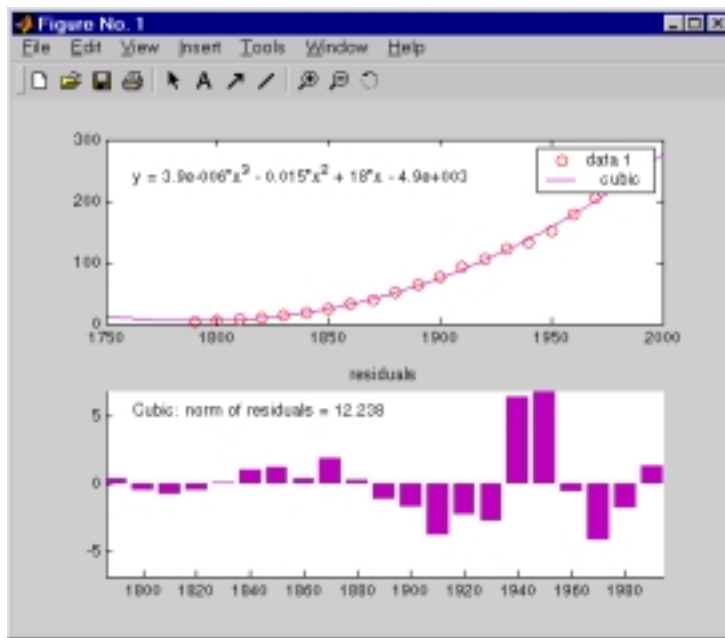 Figure No. 1
File Edit View Insert Tools Window Help
A
300
y = 3.9e-006*x^3 - 0.015*x^2 + 18*x - 4.9e+003
data 1
cubic
200
100
0
1750 1800 1850 1900 1950 2000
residuals
5
Cubic: norm of residuals = 12.238
0
-5
1800 1820 1840 1860 1880 1900 1920 1940 1960 1980